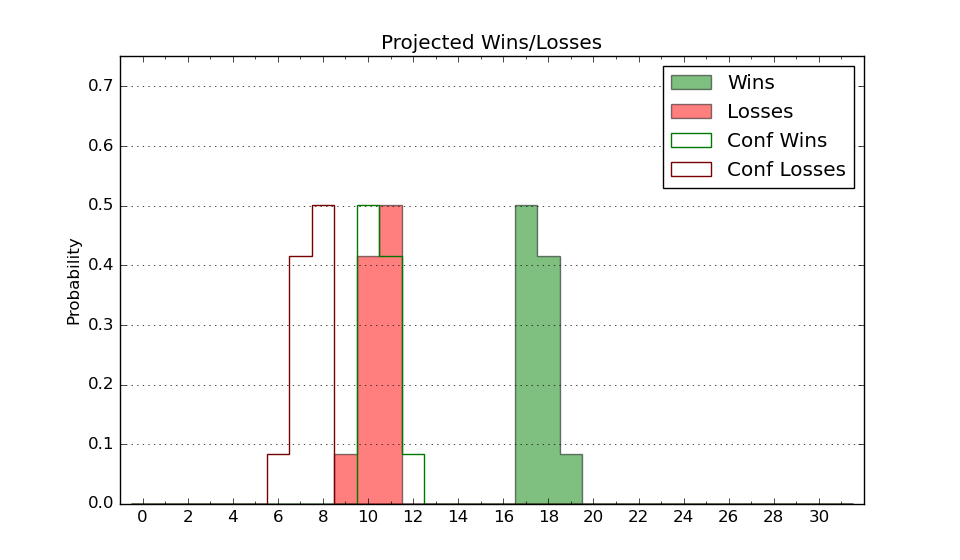 Projected Wins/Losses
Wins
Losses
Conf Wins
Conf Losses
Probability
0.7
0.6
0.5
0.4
0.3
0.2
0.1
0.0
0 2 4 6 8 10 12 14 16 18 20 22 24 26 28 30